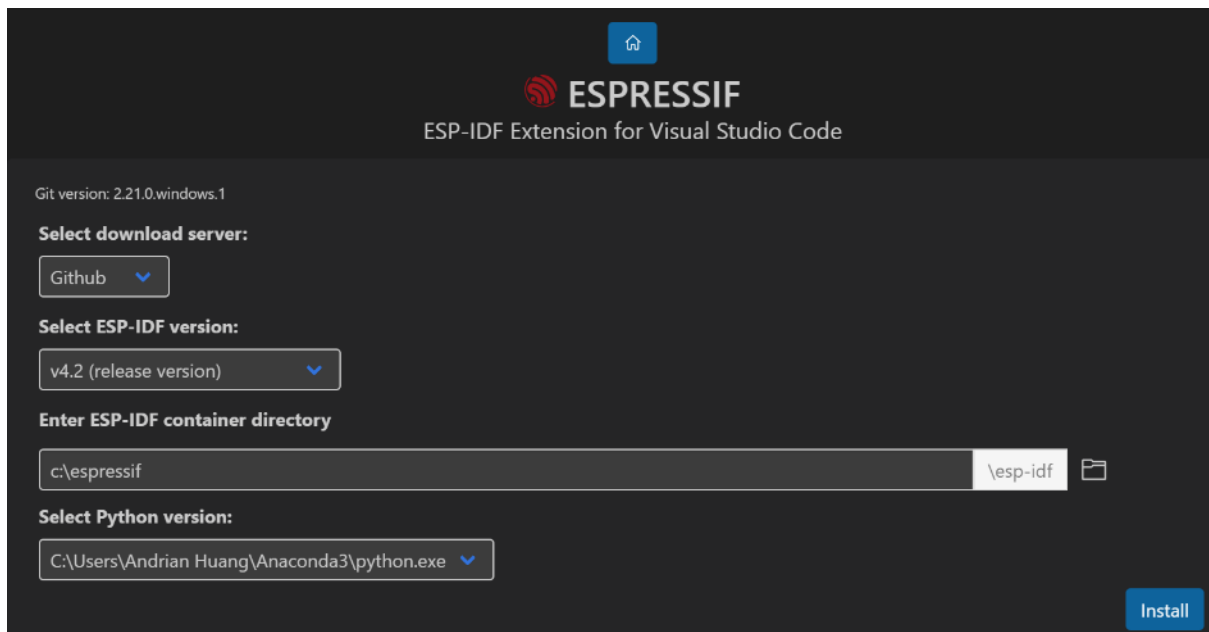 ESPRESSIF
ESP-IDF Extension for Visual Studio Code
Git version: 2.21.0.windows.1
Select download server:
Github
Select ESP-IDF version:
v4.2 (release version)
Enter ESP-IDF container directory
c:\espressif \esp-idf
Select Python version:
C:\Users\Andrian Huang\Anaconda3\python.exe
Install